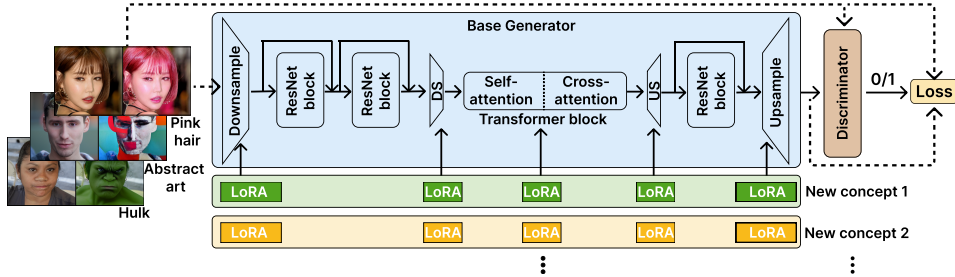 Base Generator
Downsample
ResNet
block
ResNet
block
DS
Self-
attention
Cross-
attention
Transformer block
US
ResNet
block
Upsample
Discriminator
0/1
Loss
Pink
hair
Abstract
art
Hulk
LoRA
LoRA
LoRA
LoRA
LoRA
New concept 1
LoRA
LoRA
LoRA
LoRA
LoRA
New concept 2